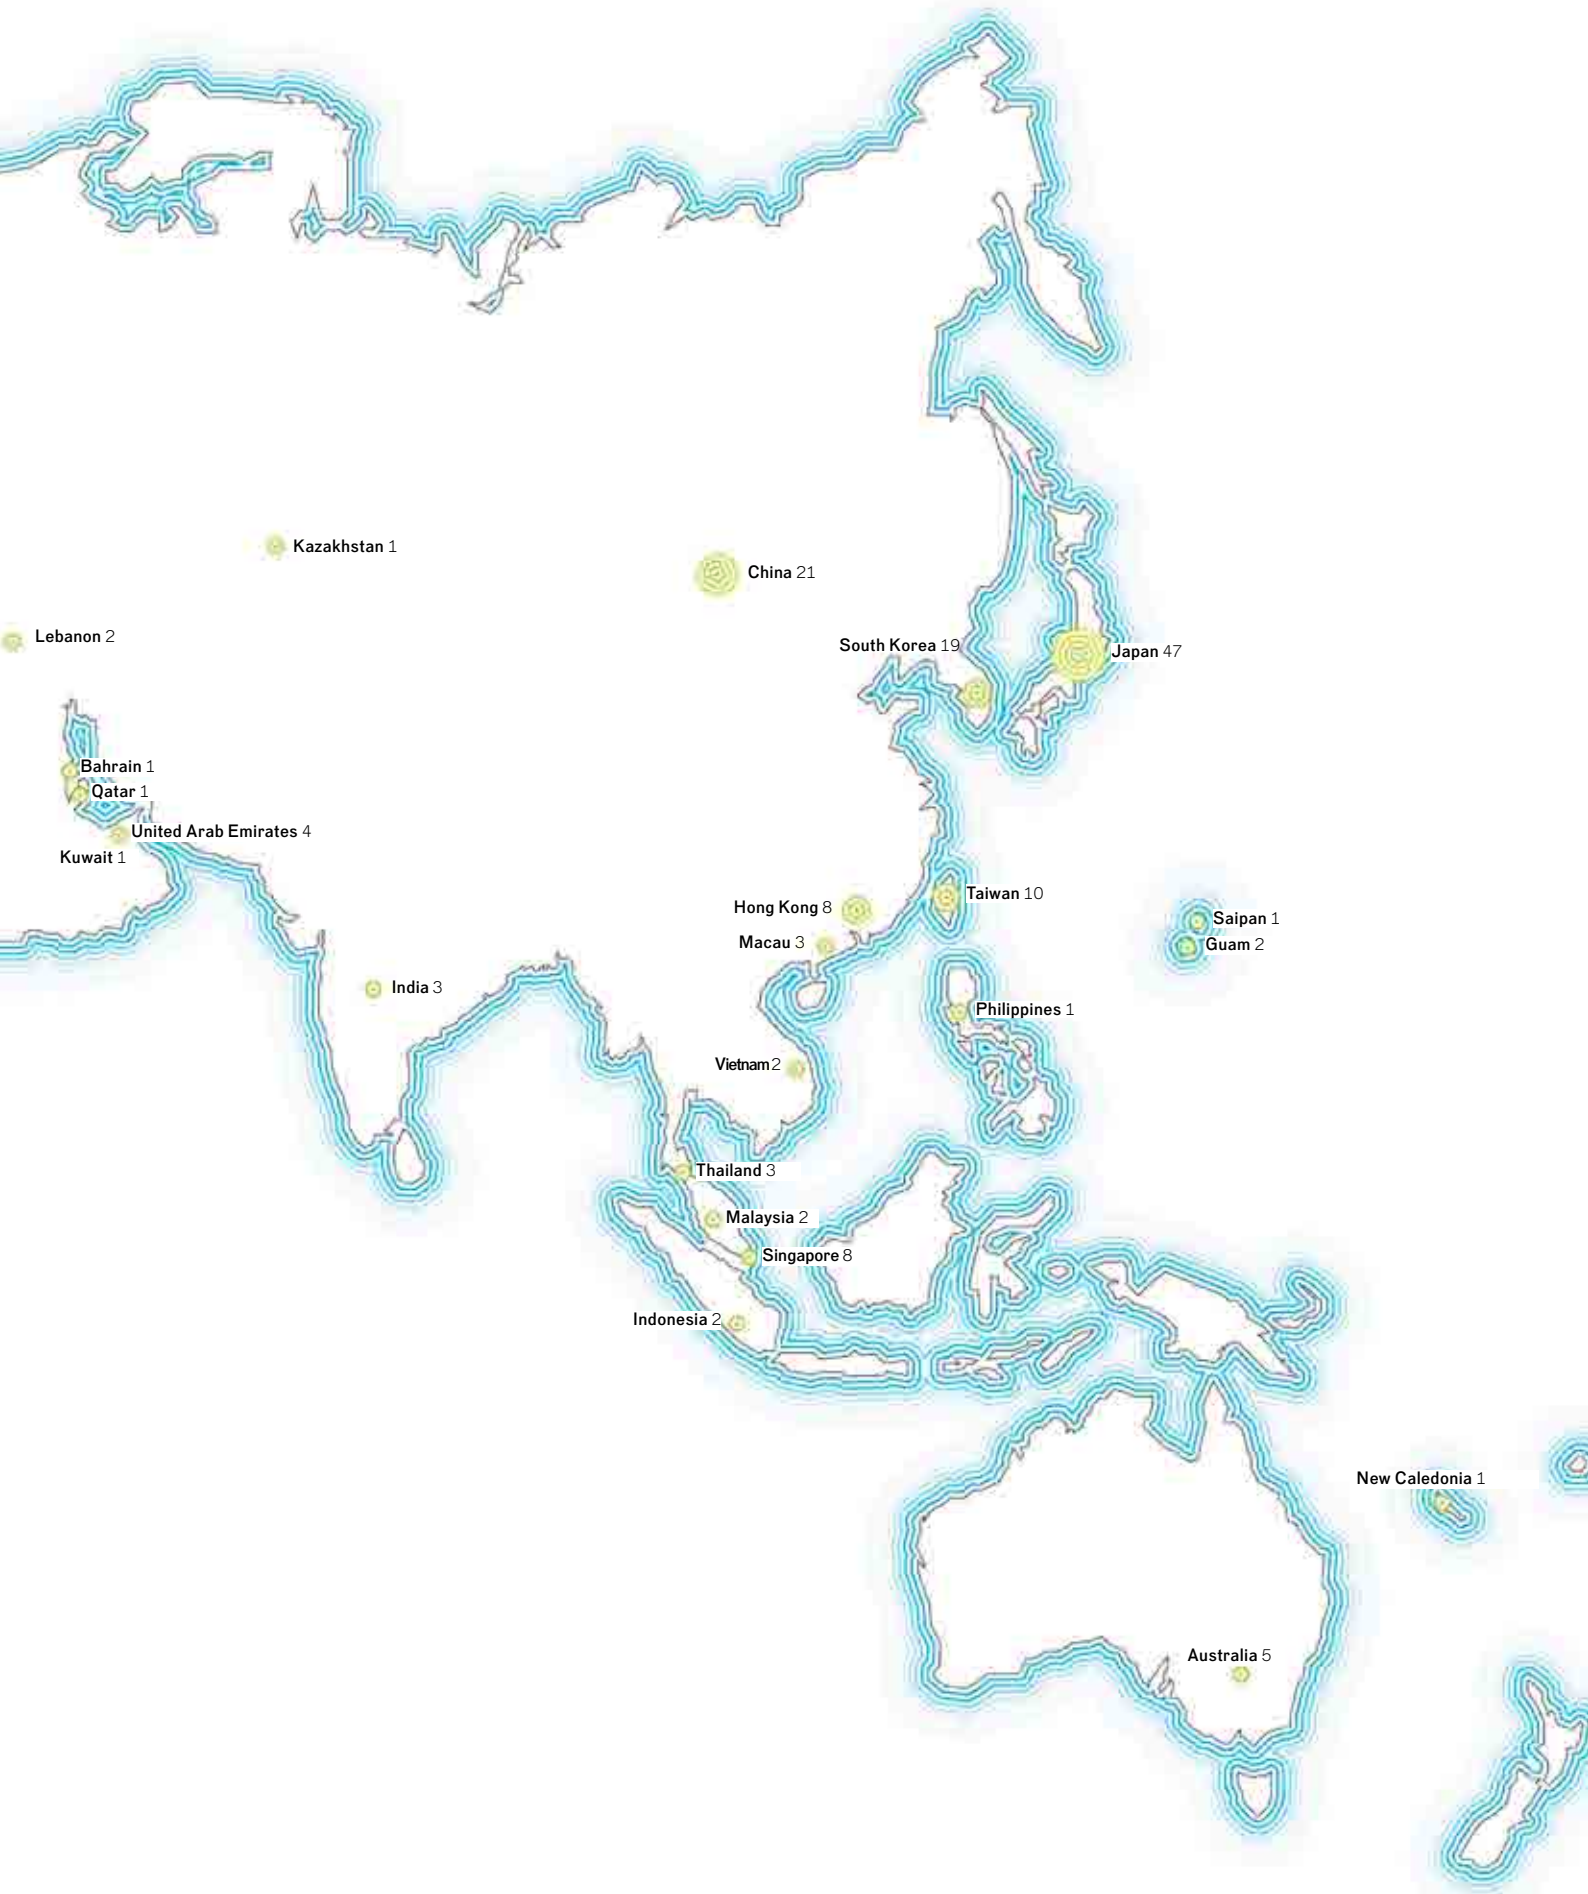 Kazakhstan 1
China 21
Lebanon 2
South Korea 19
Japan 47
Bahrain 1
Qatar 1
United Arab Emirates 4
Kuwait 1
Taiwan 10
Hong Kong 8
Saipan 1
Macau 3
Guam 2
India 3
Philippines 1
Vietnam 2
Thailand 3
Malaysia 2
Singapore 8
Indonesia 2
New Caledonia 1
Australia 5